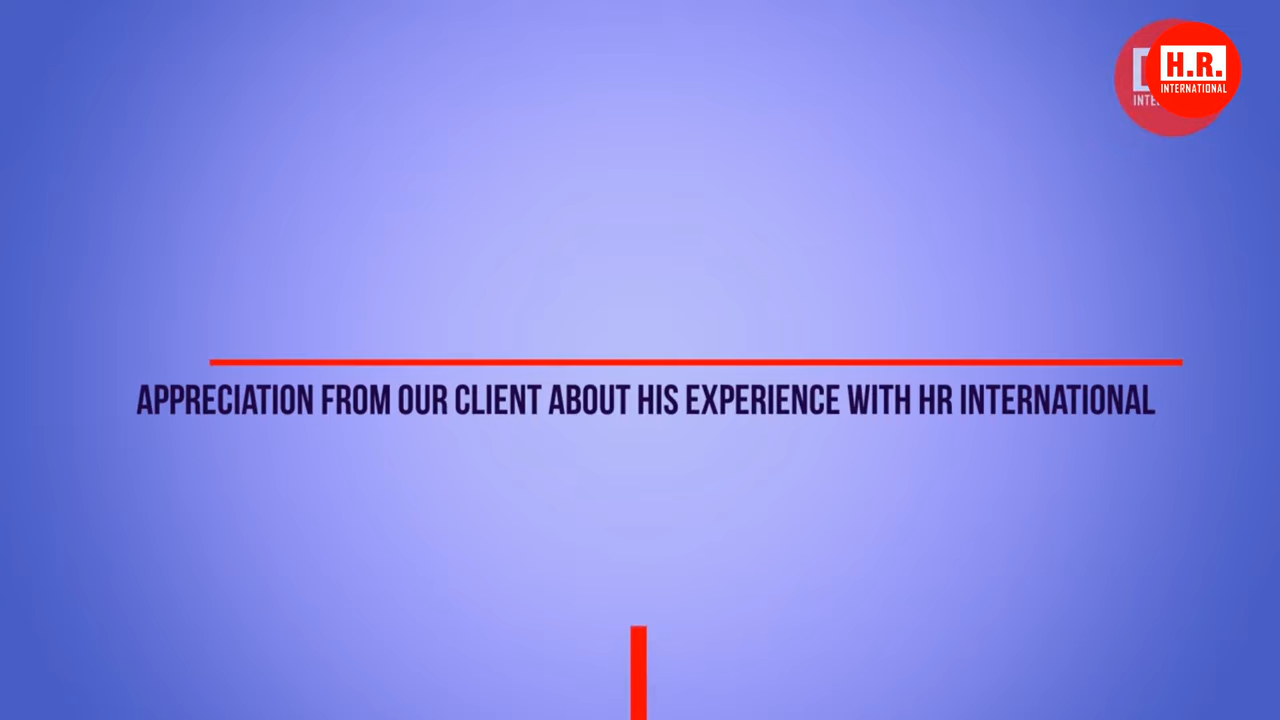 H.R.
INTERNATIONAL
APPRECIATION FROM OUR CLIENT ABOUT HIS EXPERIENCE WITH HR INTERNATIONAL